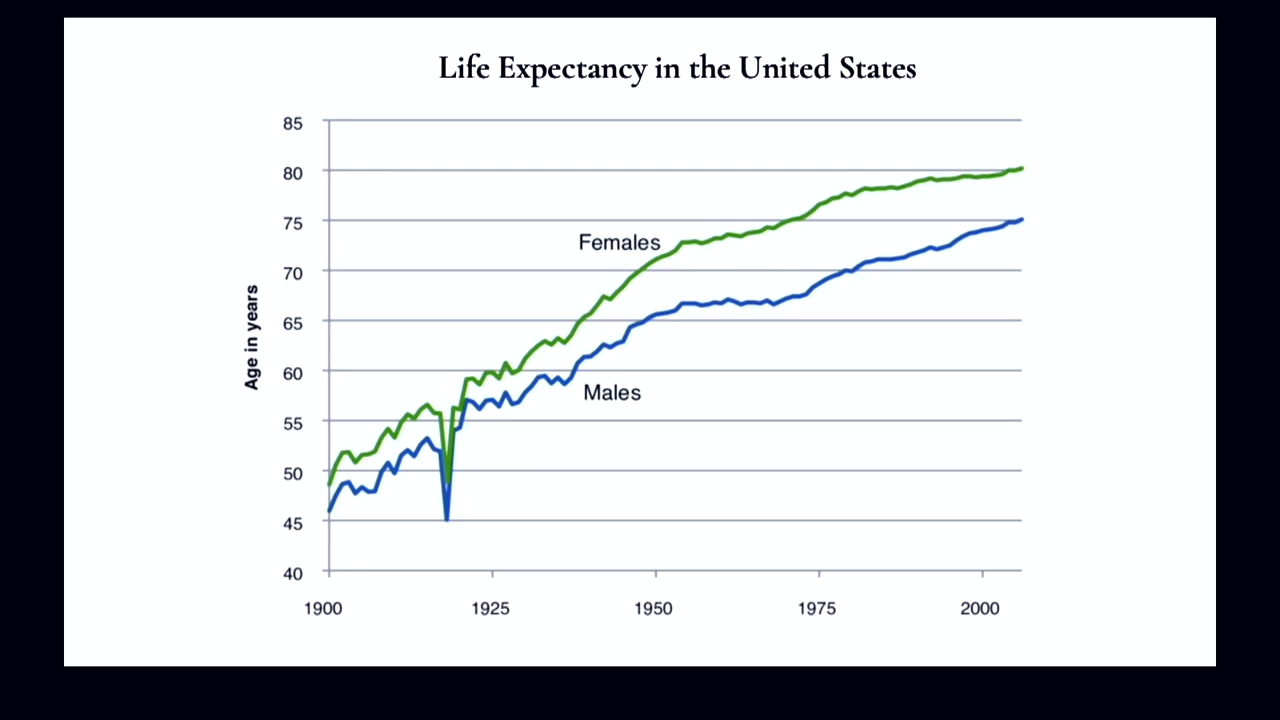 Life Expectancy in the United States
85
80
75
Females
70
Age in years
65
60
Males
55
50
45
40
1900 1925 1950 1975 2000